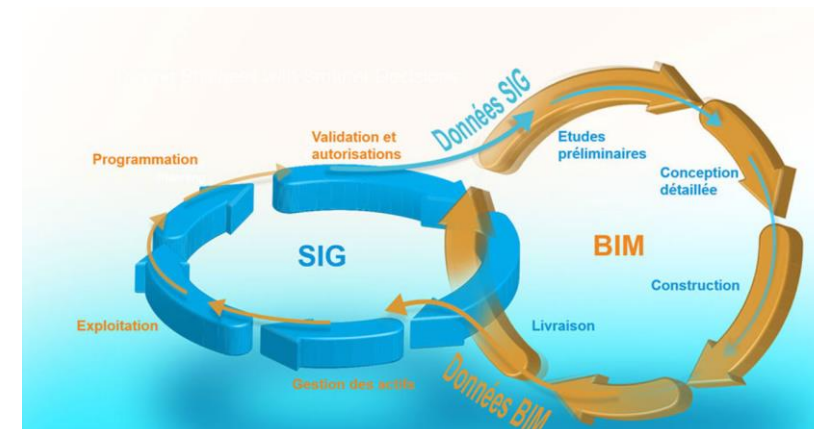 Données SIG
Validation et
autorisations
Programmation
Etudes
préliminaires
Conception
détaillée
SIG
BIM
Construction
Exploitation
Livraison
Gestion des actifs
Données BIM